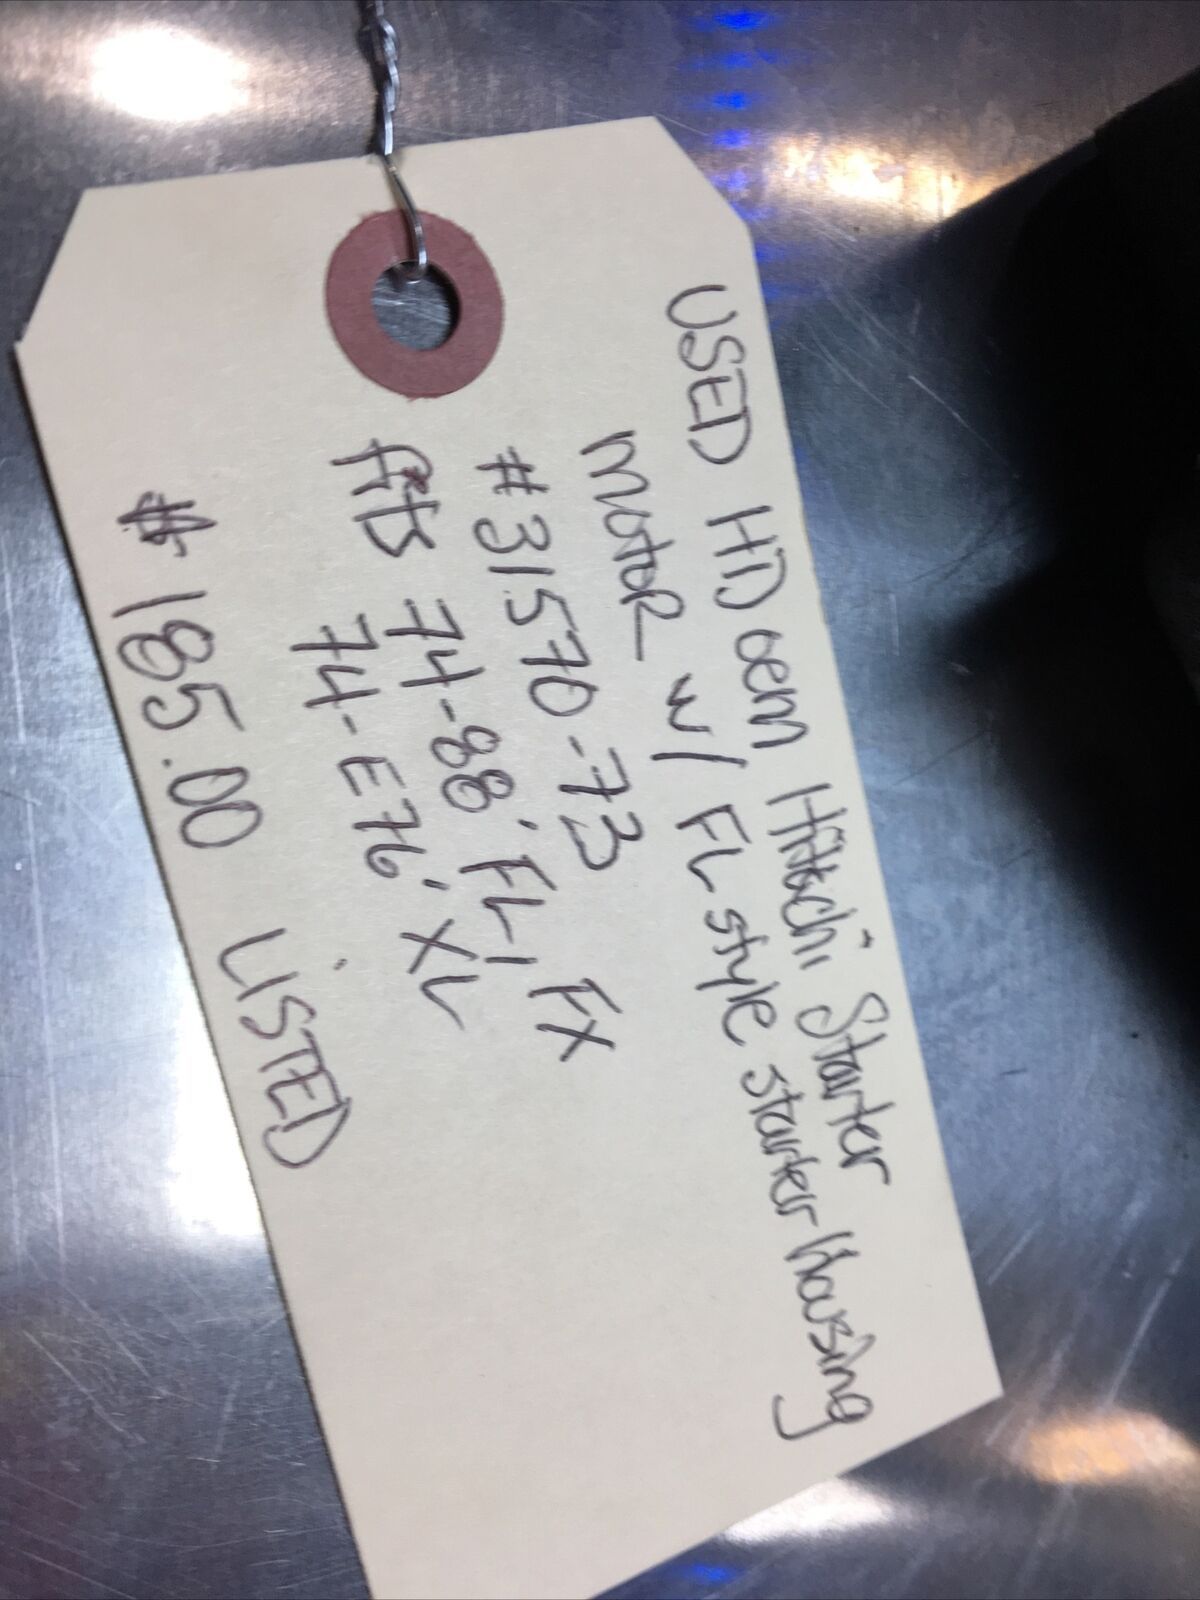 USED HD oem Hitachi Starter
motoR w/ FL style starter Housing
#31570-73
fits 74-88' FL, FX
74-E76' XL
$185.00 LISTED